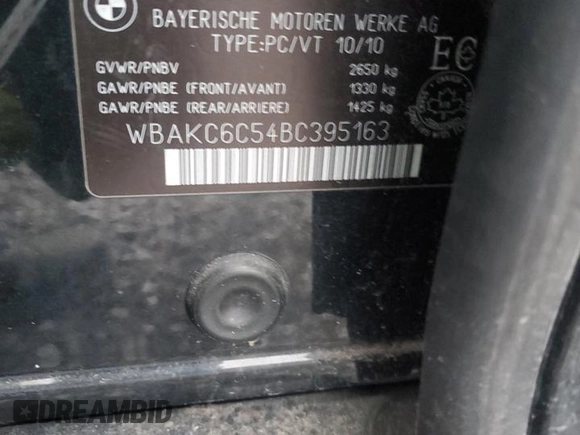 BAYERISCHE MOTOREN WERKE AG
TYPE:PC/VT 10/10
EC
GVWR/PNBV 2650 kg
GAWR/PNBE (FRONT/AVANT) 1330 kg
GAWR/PNBE (REAR/ARRIERE) 1425 kg
WBAKC6C54BC395163
DREAMBID